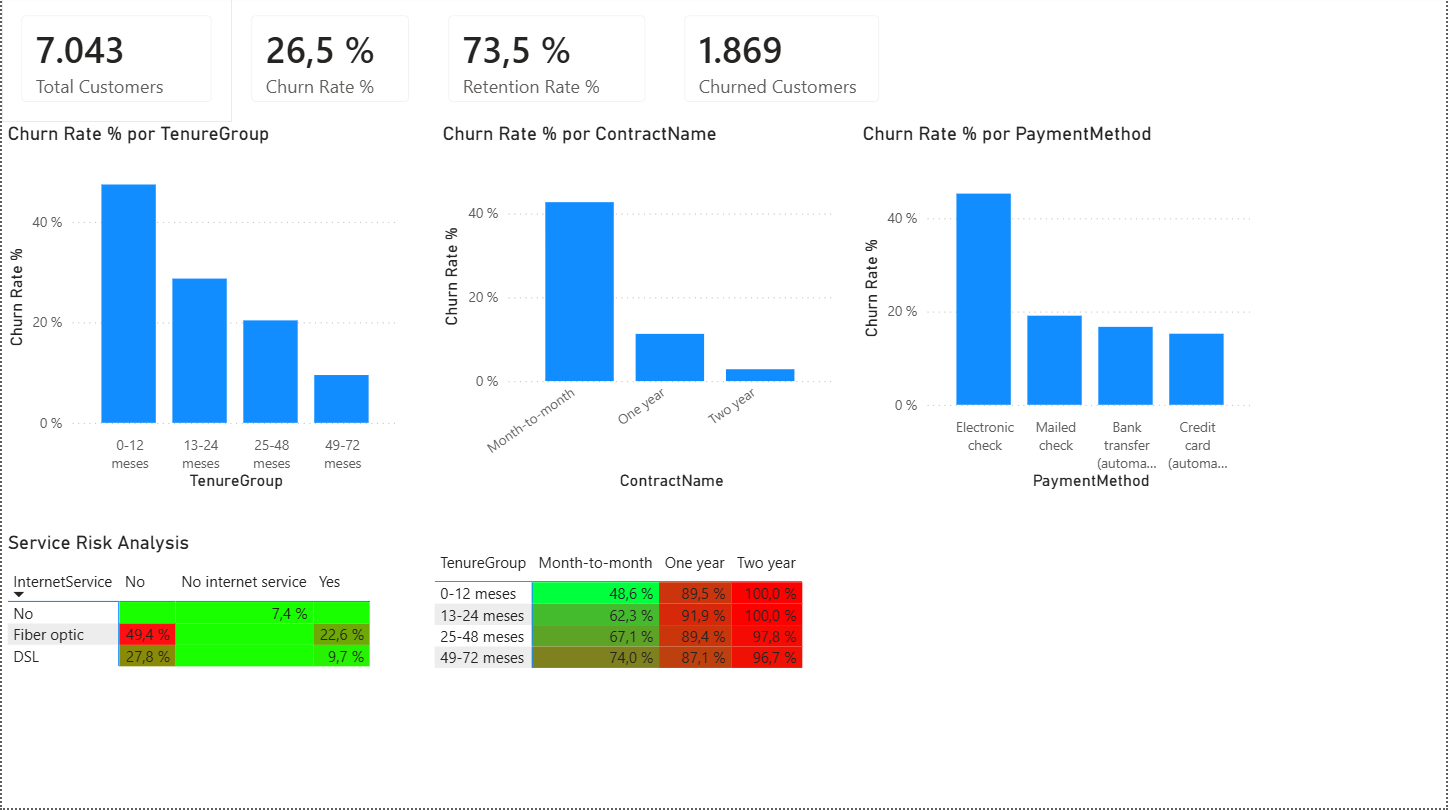 7.043
Total Customers
26,5 %
Churn Rate %
73,5 %
Retention Rate %
1.869
Churned Customers
Churn Rate % por TenureGroup
Churn Rate %
40 %
20 %
0 %
0-12 meses
13-24 meses
25-48 meses
49-72 meses
TenureGroup
Churn Rate % por ContractName
Churn Rate %
40 %
20 %
0 %
Month-to-month
One year
Two year
ContractName
Churn Rate % por PaymentMethod
Churn Rate %
40 %
20 %
0 %
Electronic check
Mailed check
Bank transfer (automa...
Credit card (automa...
PaymentMethod
Service Risk Analysis
InternetService No No internet service Yes
No 7,4 %
Fiber optic 49,4 % 22,6 %
DSL 27,8 % 9,7 %
TenureGroup Month-to-month One year Two year
0-12 meses 48,6 % 89,5 % 100,0 %
13-24 meses 62,3 % 91,9 % 100,0 %
25-48 meses 67,1 % 89,4 % 97,8 %
49-72 meses 74,0 % 87,1 % 96,7 %